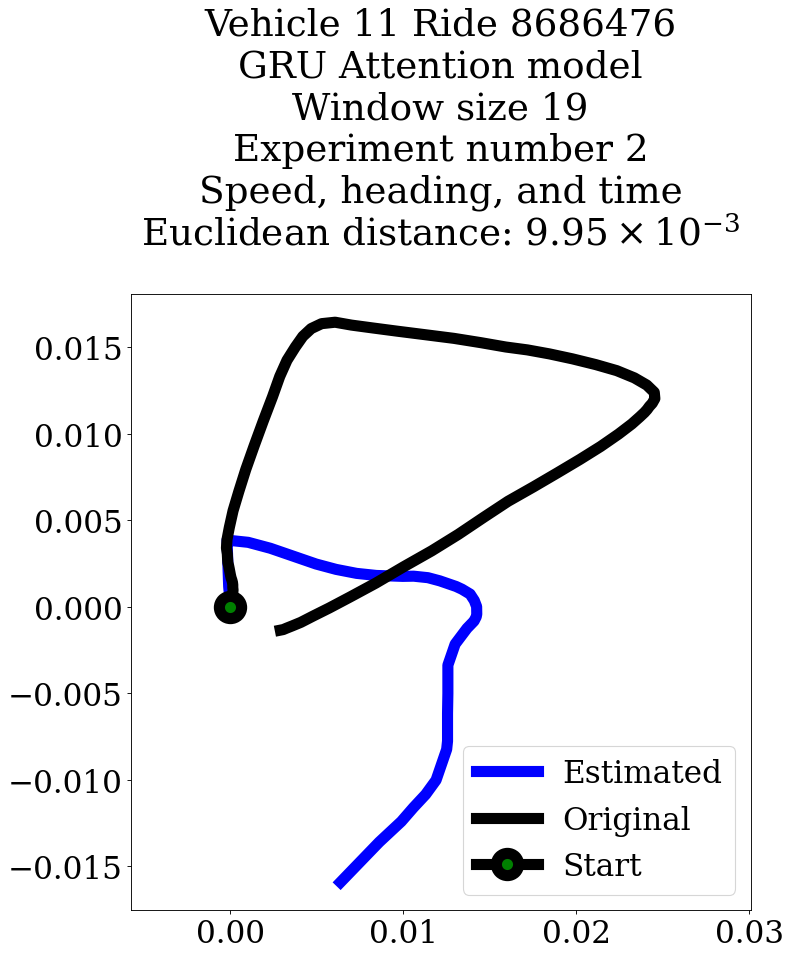 Vehicle 11 Ride 8686476
GRU Attention model
Window size 19
Experiment number 2
Speed, heading, and time
Euclidean distance: 9.95 × 10⁻³
0.015
0.010
0.005
0.000
−0.005
−0.010
−0.015
Estimated
Original
Start
0.00 0.01 0.02 0.03